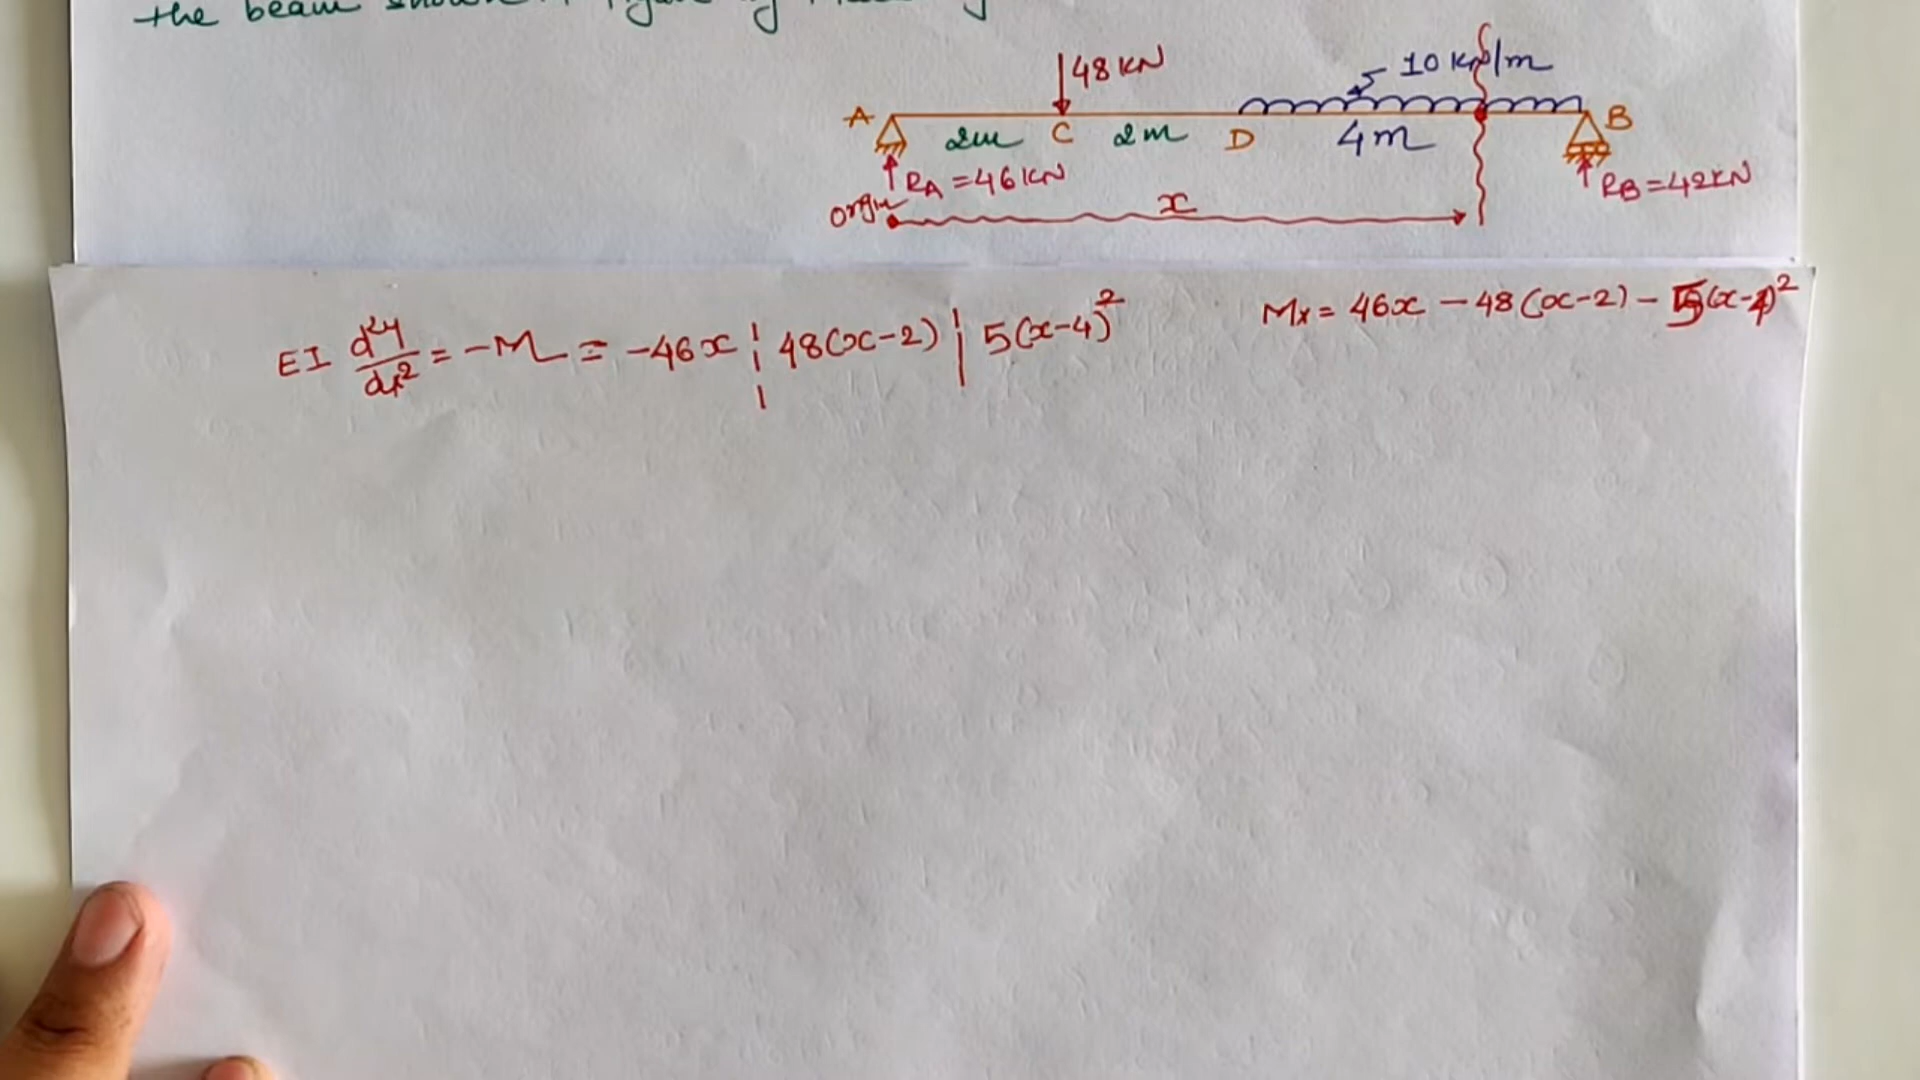 the beam
48 KN
10 KN/m
A
2m
C
2m
D
4m
B
RA = 46 KN
RB = 42 KN
Orgin
x
EI d²y/dx² = -M = -46x ¦ 48(x-2) ¦ 5(x-4)²
Mx = 46x - 48(x-2) - 5(x-4)²